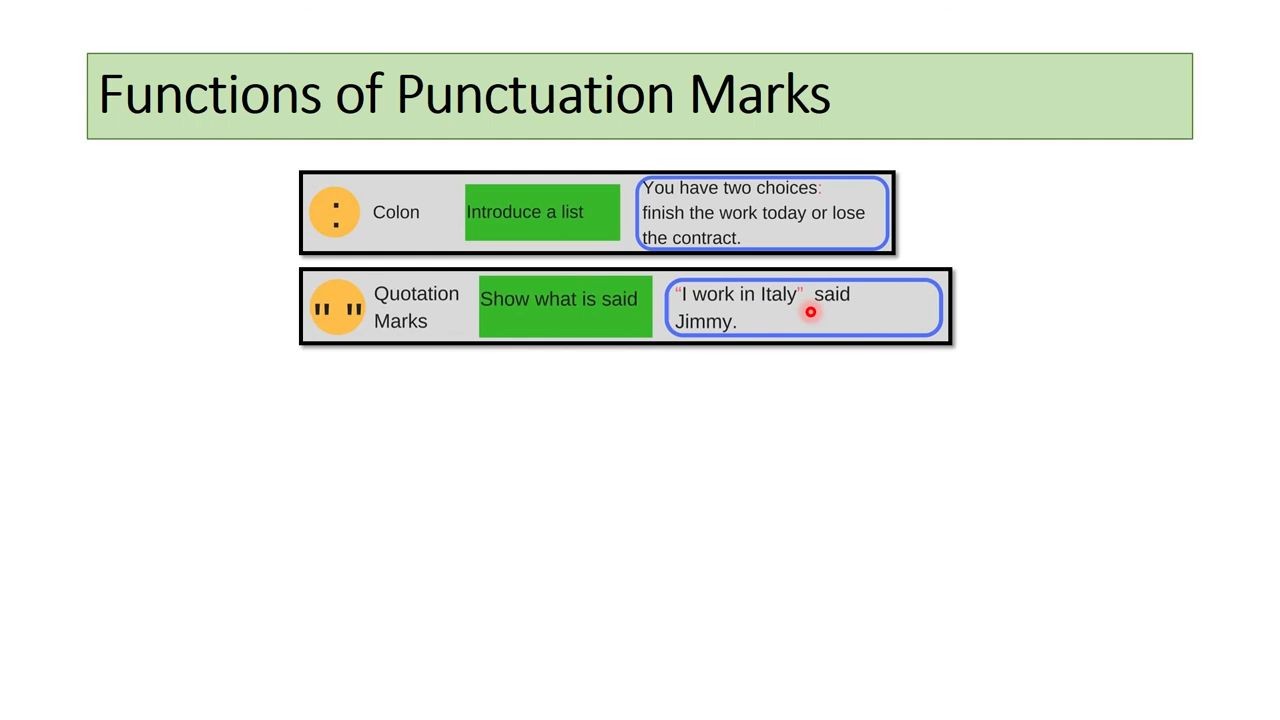 Functions of Punctuation Marks
:
Colon
Introduce a list
You have two choices:
finish the work today or lose
the contract.
" "
Quotation
Marks
Show what is said
“I work in Italy” said
Jimmy.